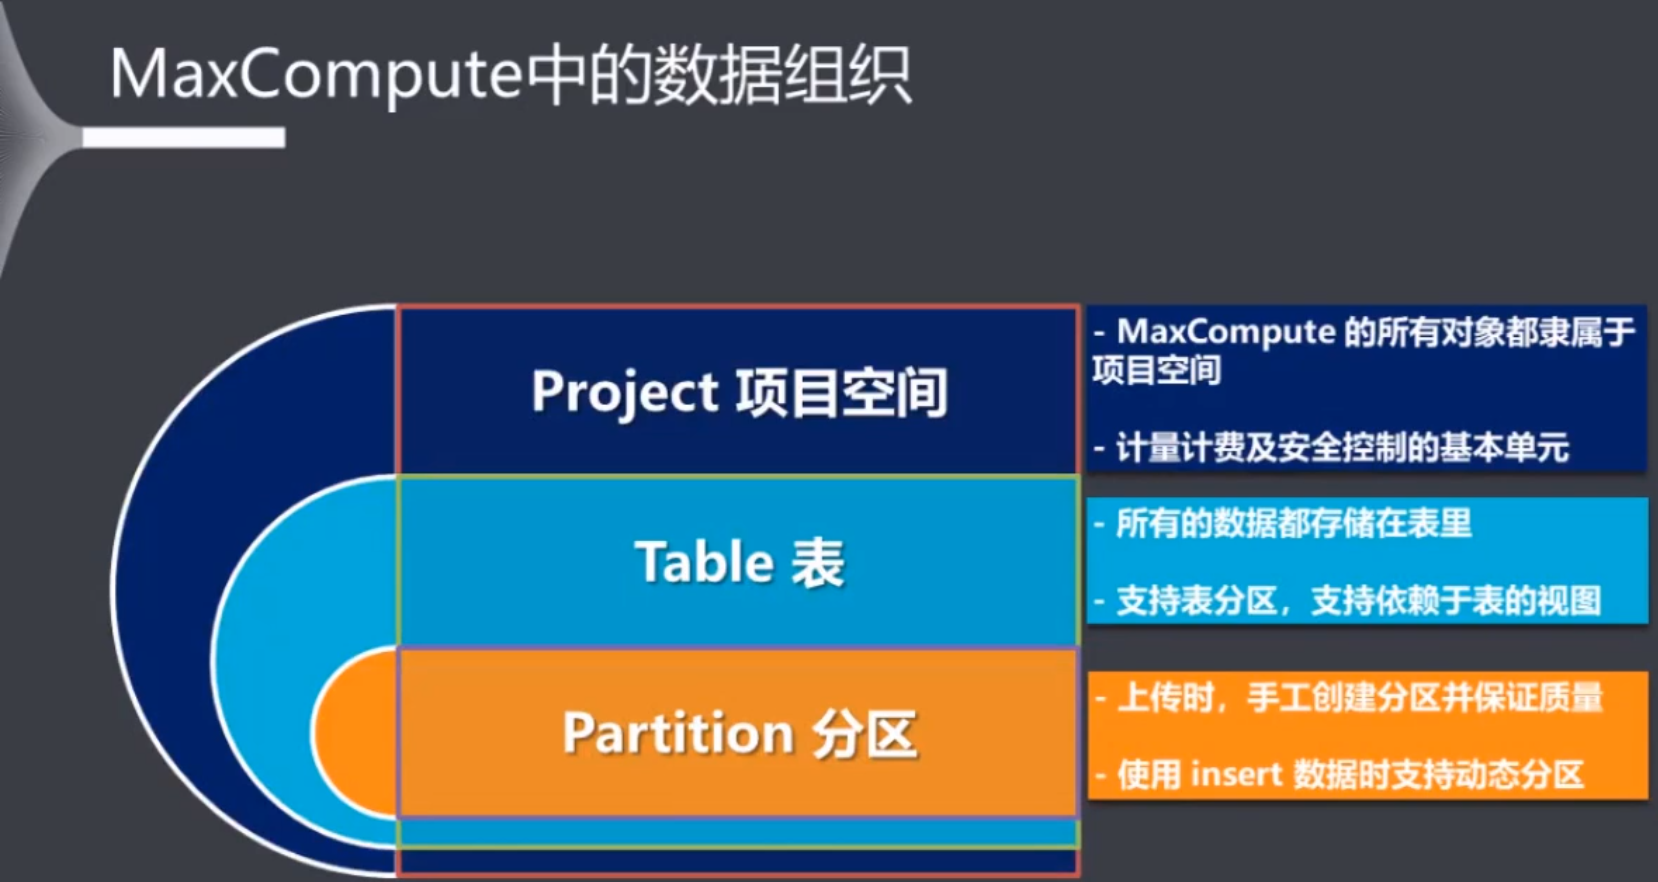 MaxCompute中的数据组织
Project 项目空间
- MaxCompute 的所有对象都隶属于
项目空间
- 计量计费及安全控制的基本单元
Table 表
- 所有的数据都存储在表里
- 支持表分区，支持依赖于表的视图
Partition 分区
- 上传时，手工创建分区并保证质量
- 使用 insert 数据时支持动态分区